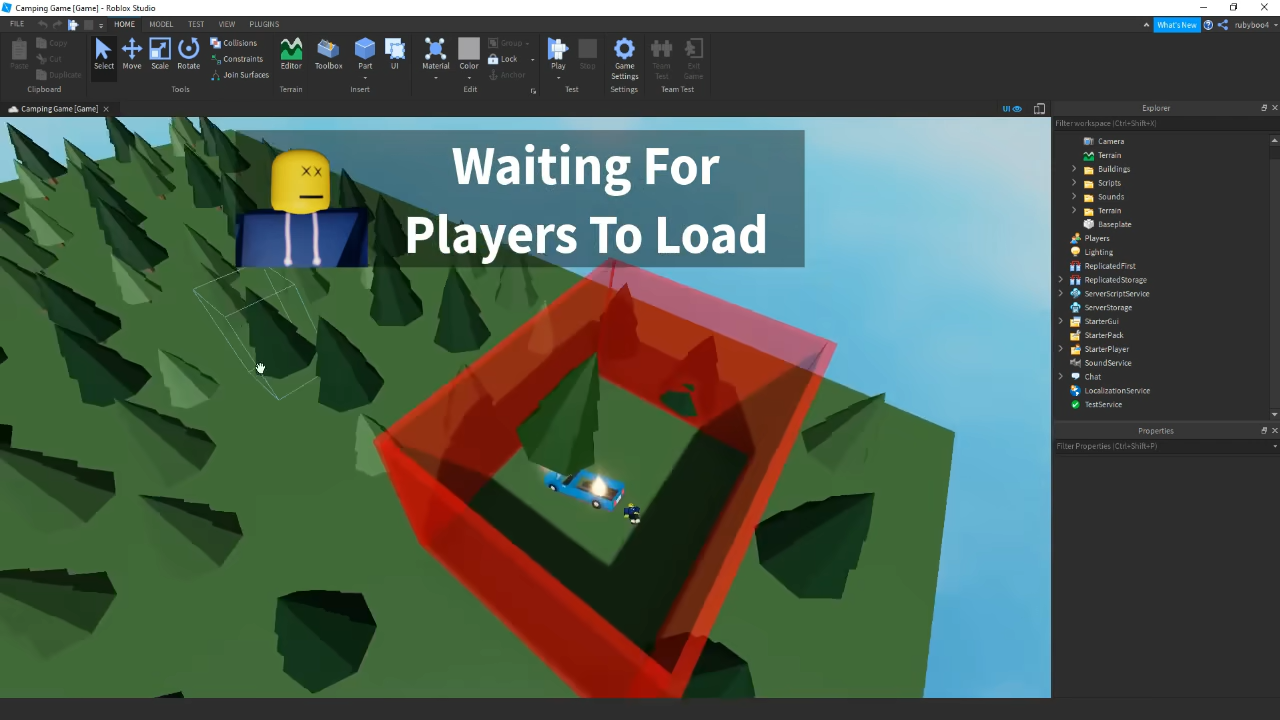 Camping Game [Game] - Roblox Studio
FILE HOME MODEL TEST VIEW PLUGINS
What's New rubyboo4
Paste Copy Cut Duplicate
Clipboard
Select Move Scale Rotate Collisions Constraints Join Surfaces
Tools
Editor
Terrain
Toolbox Part UI
Insert
Material Color Group Lock Anchor
Edit
Play Stop
Test
Game Settings
Settings
Team Test Exit Game
Team Test
Camping Game [Game]
UI
Waiting For
Players To Load
Explorer
Filter workspace (Ctrl+Shift+X)
Camera
Terrain
Buildings
Scripts
Sounds
Terrain
Baseplate
Players
Lighting
ReplicatedFirst
ReplicatedStorage
ServerScriptService
ServerStorage
StarterGui
StarterPack
StarterPlayer
SoundService
Chat
LocalizationService
TestService
Properties
Filter Properties (Ctrl+Shift+P)